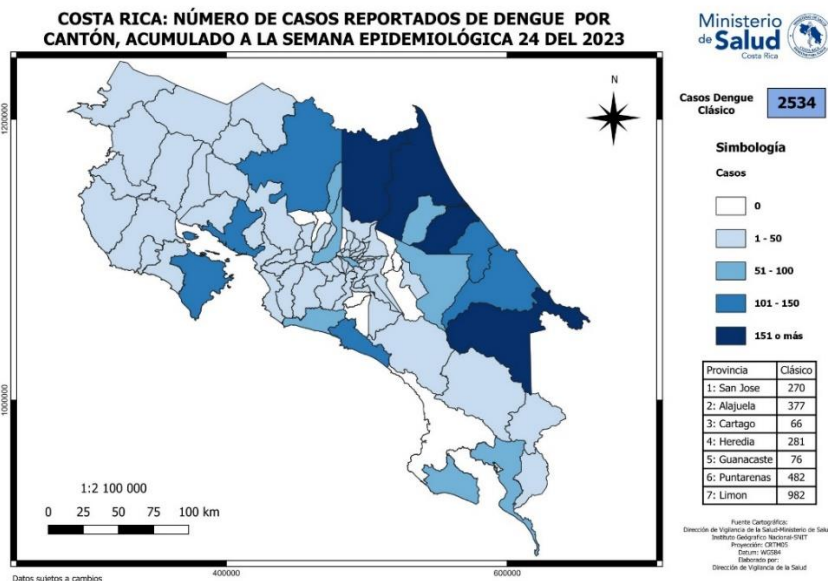 COSTA RICA: NÚMERO DE CASOS REPORTADOS DE DENGUE POR
CANTÓN, ACUMULADO A LA SEMANA EPIDEMIOLÓGICA 24 DEL 2023
Ministerio
de Salud
Costa Rica
Casos Dengue
Clásico
2534
N
Simbología
Casos
0
1 - 50
51 - 100
101 - 150
151 o más
Provincia Clásico
1: San Jose 270
2: Alajuela 377
3: Cartago 66
4: Heredia 281
5: Guanacaste 76
6: Puntarenas 482
7: Limon 982
1200000
1000000
1:2 100 000
0 25 50 75 100 km
400000 600000
Datos sujetos a cambios
Fuente Cartográfica:
Dirección de Vigilancia de la Salud-Ministerio de Salu
Instituto Geógrafico Nacional-SNIT
Proyección: CRTM05
Datum: WGS84
Elaborado por:
Dirección de Vigilancia de la Salud